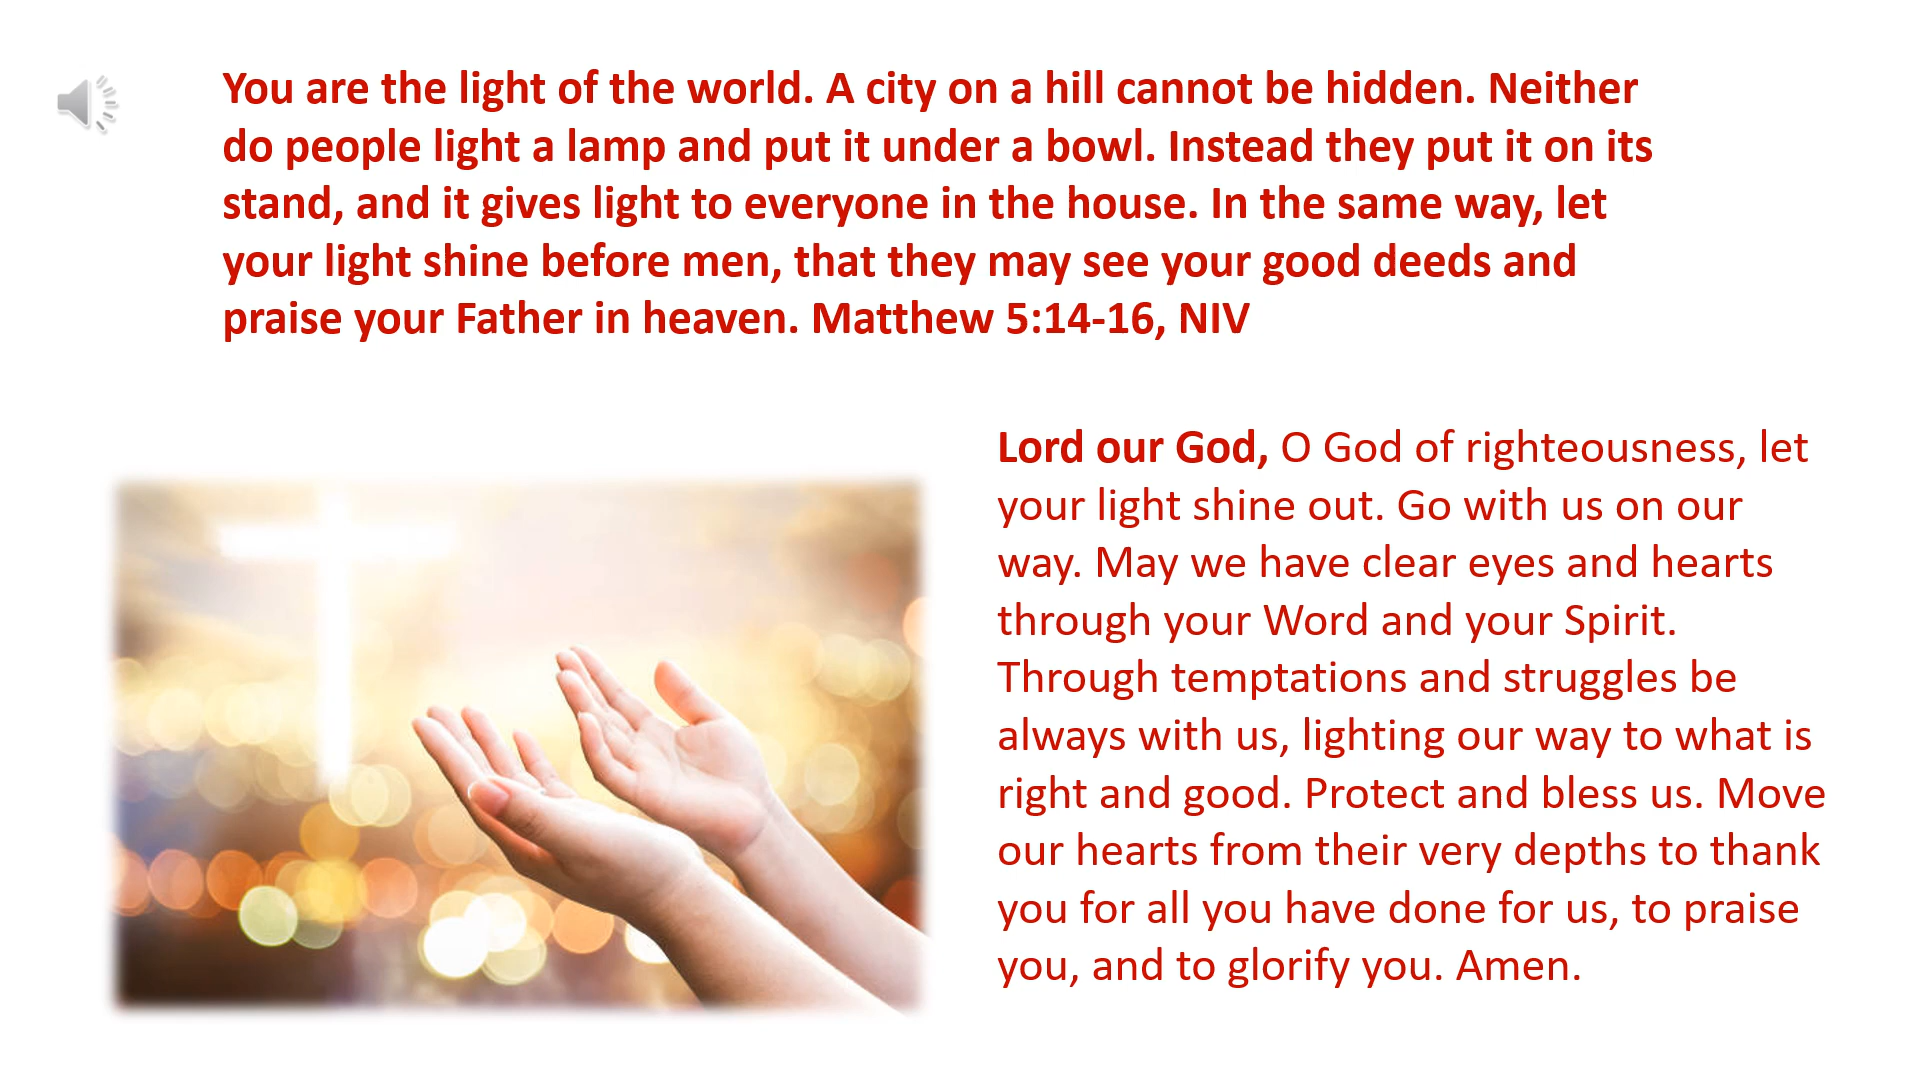 You are the light of the world. A city on a hill cannot be hidden. Neither
do people light a lamp and put it under a bowl. Instead they put it on its
stand, and it gives light to everyone in the house. In the same way, let
your light shine before men, that they may see your good deeds and
praise your Father in heaven. Matthew 5:14-16, NIV
Lord our God, O God of righteousness, let
your light shine out. Go with us on our
way. May we have clear eyes and hearts
through your Word and your Spirit.
Through temptations and struggles be
always with us, lighting our way to what is
right and good. Protect and bless us. Move
our hearts from their very depths to thank
you for all you have done for us, to praise
you, and to glorify you. Amen.